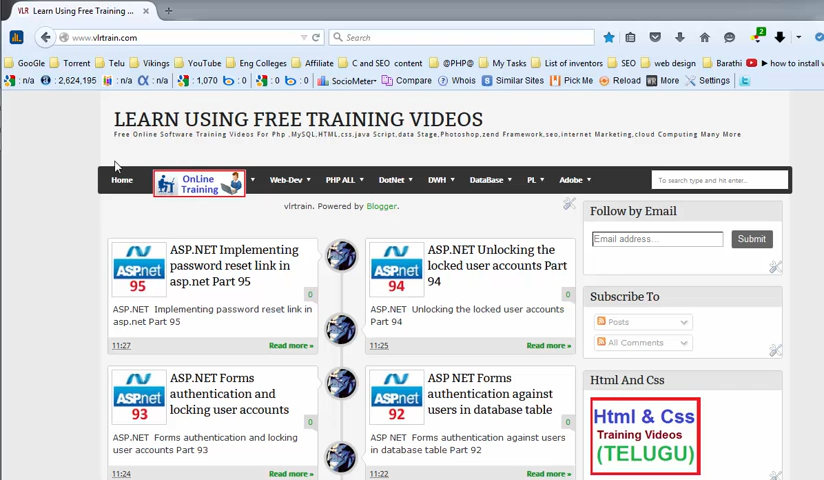 VLR Learn Using Free Training ... × +
www.vlrtrain.com
Search
GooGle Torrent Telu Vikings YouTube Eng Colleges Affiliate C and C++ @PHP@ My Tasks List of inventors SEO web design Barathi how to install w
: n/a : 2,624,195 : n/a : n/a : 1,070 : 0 : 0 : 0 SocioMeter Compare Whois Similar Sites Pick Me Reload More Settings
2
LEARN USING FREE TRAINING VIDEOS
Free Online Software Training Videos For Php ,MySQL,HTML,css,java Script.data Stage,Photoshop,zend Framework,seo,internet Marketing,cloud Computing Many More
Home OnLine Training Web-Dev PHP ALL DotNet DWH DataBase PL Adobe To search type and hit enter...
vlrtrain. Powered by Blogger.
Follow by Email
Email address... Submit
Subscribe To
Posts
All Comments
Html And Css
Html & Css
Training Videos
(TELUGU)
ASP.net
95
ASP.NET Implementing
password reset link in
asp.net Part 95
0
ASP.NET Implementing password reset link in
asp.net Part 95
11:27 Read more »
ASP.net
94
ASP.NET Unlocking the
locked user accounts Part
94
0
ASP.NET Unlocking the locked user accounts
Part 94
11:25 Read more »
ASP.net
93
ASP.NET Forms
authentication and
locking user accounts
0
ASP.NET Forms authentication and locking
user accounts Part 93
11:24 Read more »
ASP.net
92
ASP NET Forms
authentication against
users in database table
0
ASP.NET Forms authentication against users
in database table Part 92
11:22 Read more »